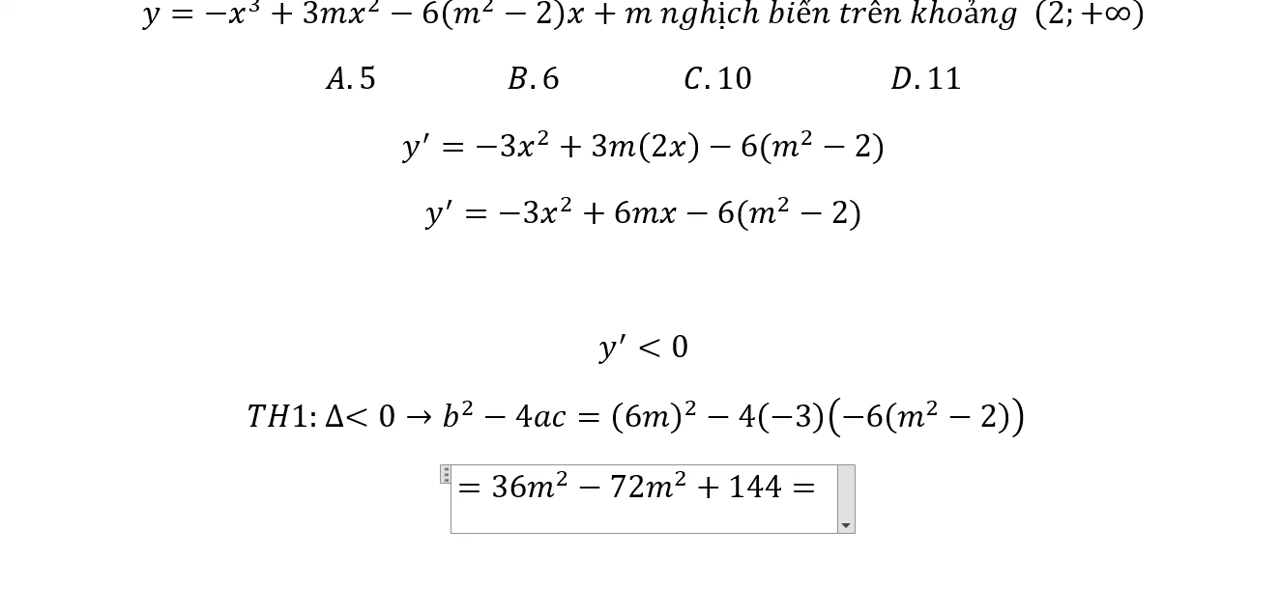 y = −x³ + 3mx² − 6(m² − 2)x + m nghịch biến trên khoảng (2; +∞)
A. 5 B. 6 C. 10 D. 11
y′ = −3x² + 3m(2x) − 6(m² − 2)
y′ = −3x² + 6mx − 6(m² − 2)
y′ < 0
TH1: Δ< 0 → b² − 4ac = (6m)² − 4(−3)(−6(m² − 2))
= 36m² − 72m² + 144 =